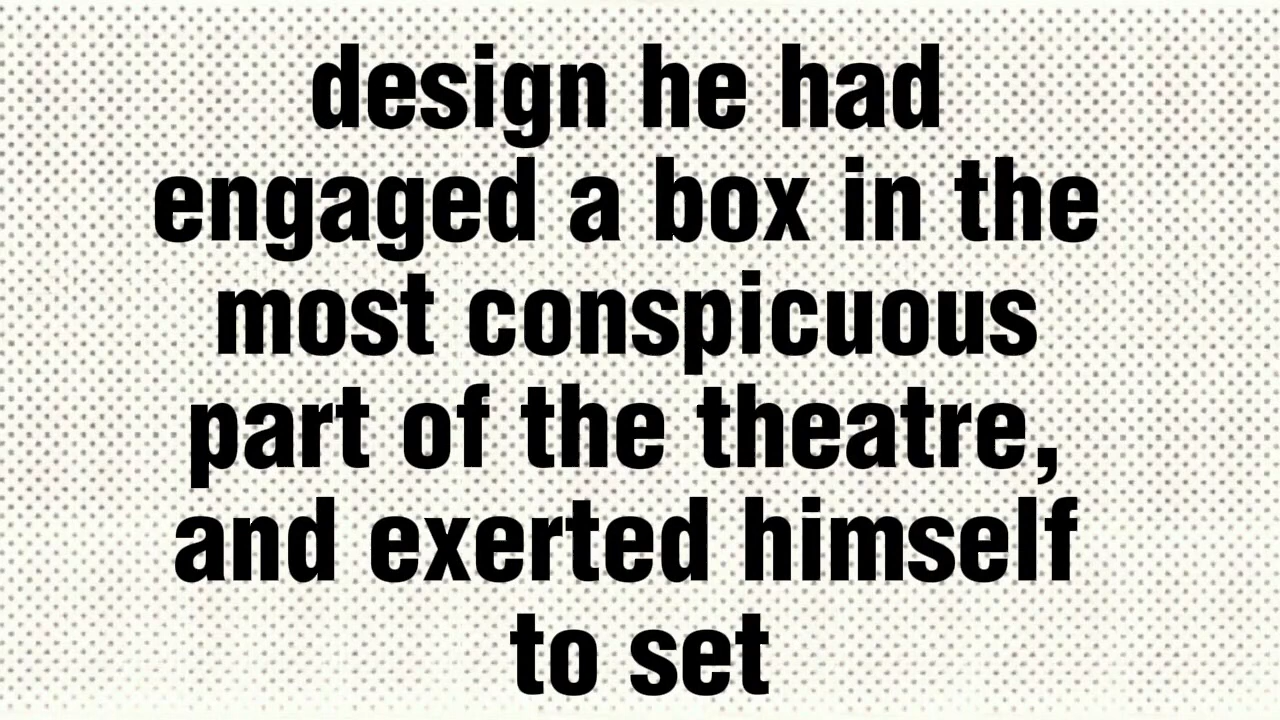 design he had
engaged a box in the
most conspicuous
part of the theatre,
and exerted himself
to set